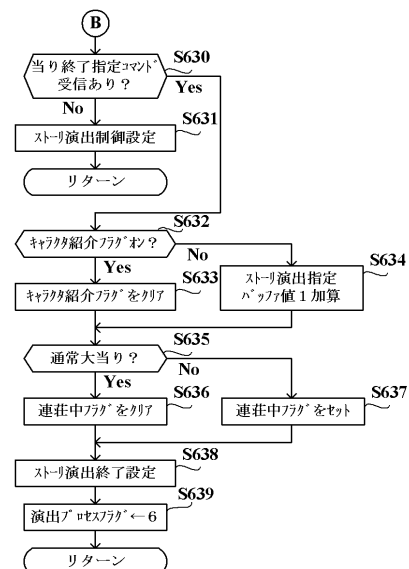 B
当り終了指定ｺﾏﾝﾄﾞ
受信あり？
S630
Yes
No
S631
ｽﾄｰﾘ演出制御設定
リターン
S632
ｷｬﾗｸﾀ紹介ﾌﾗｸﾞｵﾝ？
No
Yes
S633
S634
ｷｬﾗｸﾀ紹介ﾌﾗｸﾞをｸﾘｱ
ｽﾄｰﾘ演出指定
ﾊﾞｯﾌｧ値１加算
S635
通常大当り？
No
Yes
S636
S637
連荘中ﾌﾗｸﾞをｸﾘｱ
連荘中ﾌﾗｸﾞをｾｯﾄ
S638
ｽﾄｰﾘ演出終了設定
S639
演出ﾌﾟﾛｾｽﾌﾗｸﾞ←６
リターン